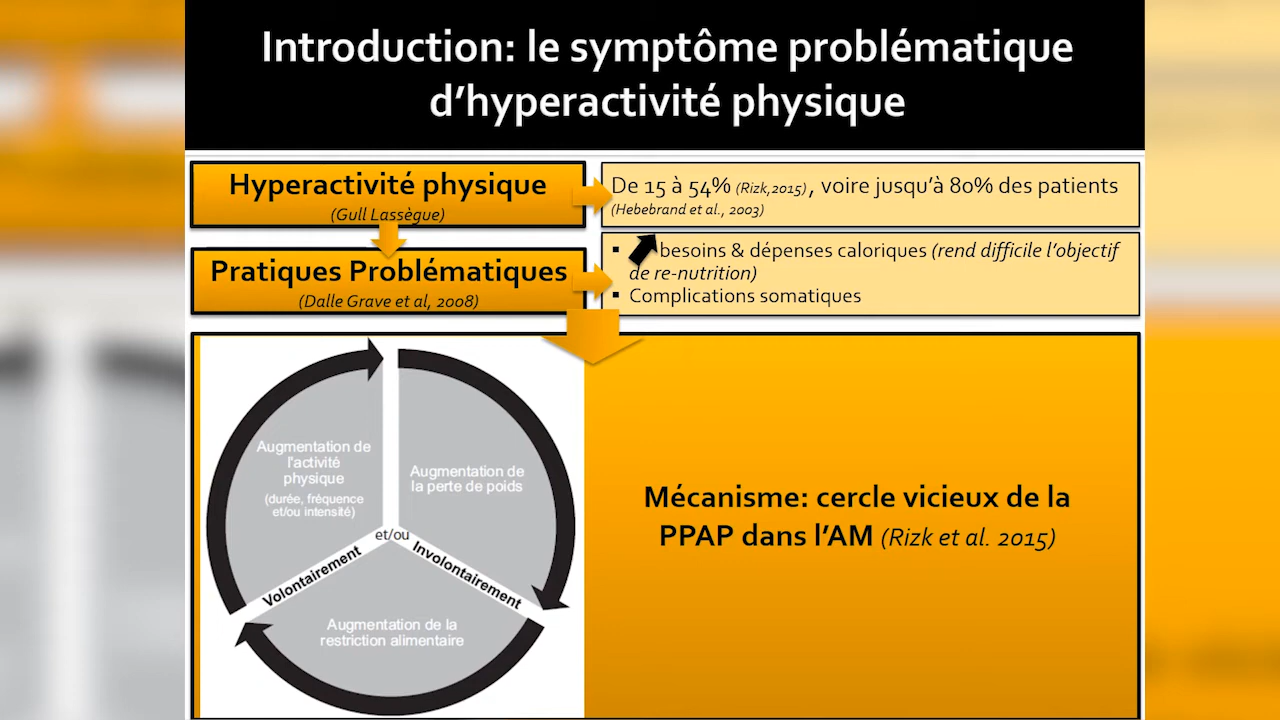 Introduction: le symptôme problématique
d’hyperactivité physique
Hyperactivité physique
(Gull Lassègue)
De 15 à 54% (Rizk,2015), voire jusqu’à 80% des patients
(Hebebrand et al., 2003)
Pratiques Problématiques
(Dalle Grave et al, 2008)
▪ besoins & dépenses caloriques (rend difficile l’objectif
de re-nutrition)
▪ Complications somatiques
Augmentation de
l'activité
physique
(durée, fréquence
et/ou intensité)
Augmentation de
la perte de poids
et/ou
Volontairement
Involontairement
Augmentation de la
restriction alimentaire
Mécanisme: cercle vicieux de la
PPAP dans l’AM (Rizk et al. 2015)